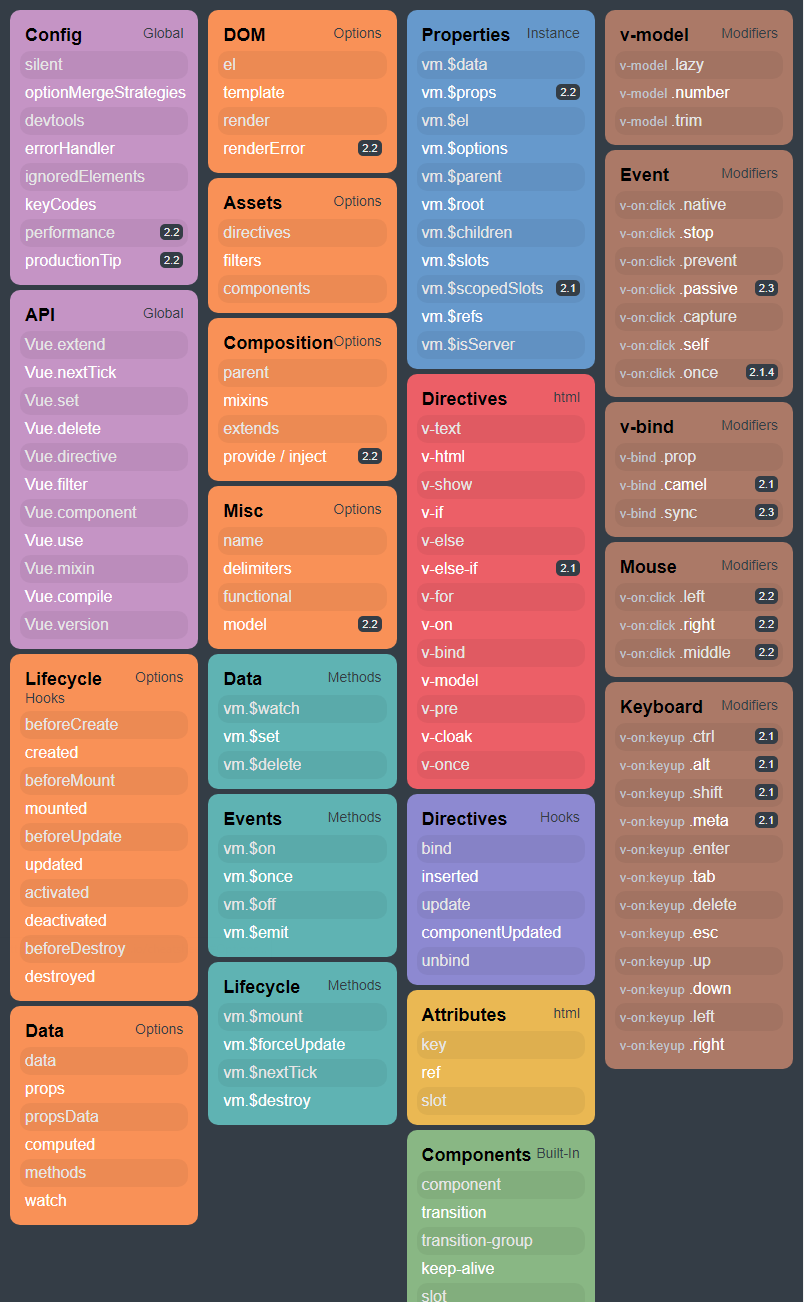 Config Global
silent
optionMergeStrategies
devtools
errorHandler
ignoredElements
keyCodes
performance 2.2
productionTip 2.2
API Global
Vue.extend
Vue.nextTick
Vue.set
Vue.delete
Vue.directive
Vue.filter
Vue.component
Vue.use
Vue.mixin
Vue.compile
Vue.version
Lifecycle Options
Hooks
beforeCreate
created
beforeMount
mounted
beforeUpdate
updated
activated
deactivated
beforeDestroy
destroyed
Data Options
data
props
propsData
computed
methods
watch
DOM Options
el
template
render
renderError 2.2
Assets Options
directives
filters
components
Composition Options
parent
mixins
extends
provide / inject 2.2
Misc Options
name
delimiters
functional
model 2.2
Data Methods
vm.$watch
vm.$set
vm.$delete
Events Methods
vm.$on
vm.$once
vm.$off
vm.$emit
Lifecycle Methods
vm.$mount
vm.$forceUpdate
vm.$nextTick
vm.$destroy
Properties Instance
vm.$data
vm.$props 2.2
vm.$el
vm.$options
vm.$parent
vm.$root
vm.$children
vm.$slots
vm.$scopedSlots 2.1
vm.$refs
vm.$isServer
Directives html
v-text
v-html
v-show
v-if
v-else
v-else-if 2.1
v-for
v-on
v-bind
v-model
v-pre
v-cloak
v-once
Directives Hooks
bind
inserted
update
componentUpdated
unbind
Attributes html
key
ref
slot
Components Built-In
component
transition
transition-group
keep-alive
slot
v-model Modifiers
v-model .lazy
v-model .number
v-model .trim
Event Modifiers
v-on:click .native
v-on:click .stop
v-on:click .prevent
v-on:click .passive 2.3
v-on:click .capture
v-on:click .self
v-on:click .once 2.1.4
v-bind Modifiers
v-bind .prop
v-bind .camel 2.1
v-bind .sync 2.3
Mouse Modifiers
v-on:click .left 2.2
v-on:click .right 2.2
v-on:click .middle 2.2
Keyboard Modifiers
v-on:keyup .ctrl 2.1
v-on:keyup .alt 2.1
v-on:keyup .shift 2.1
v-on:keyup .meta 2.1
v-on:keyup .enter
v-on:keyup .tab
v-on:keyup .delete
v-on:keyup .esc
v-on:keyup .up
v-on:keyup .down
v-on:keyup .left
v-on:keyup .right